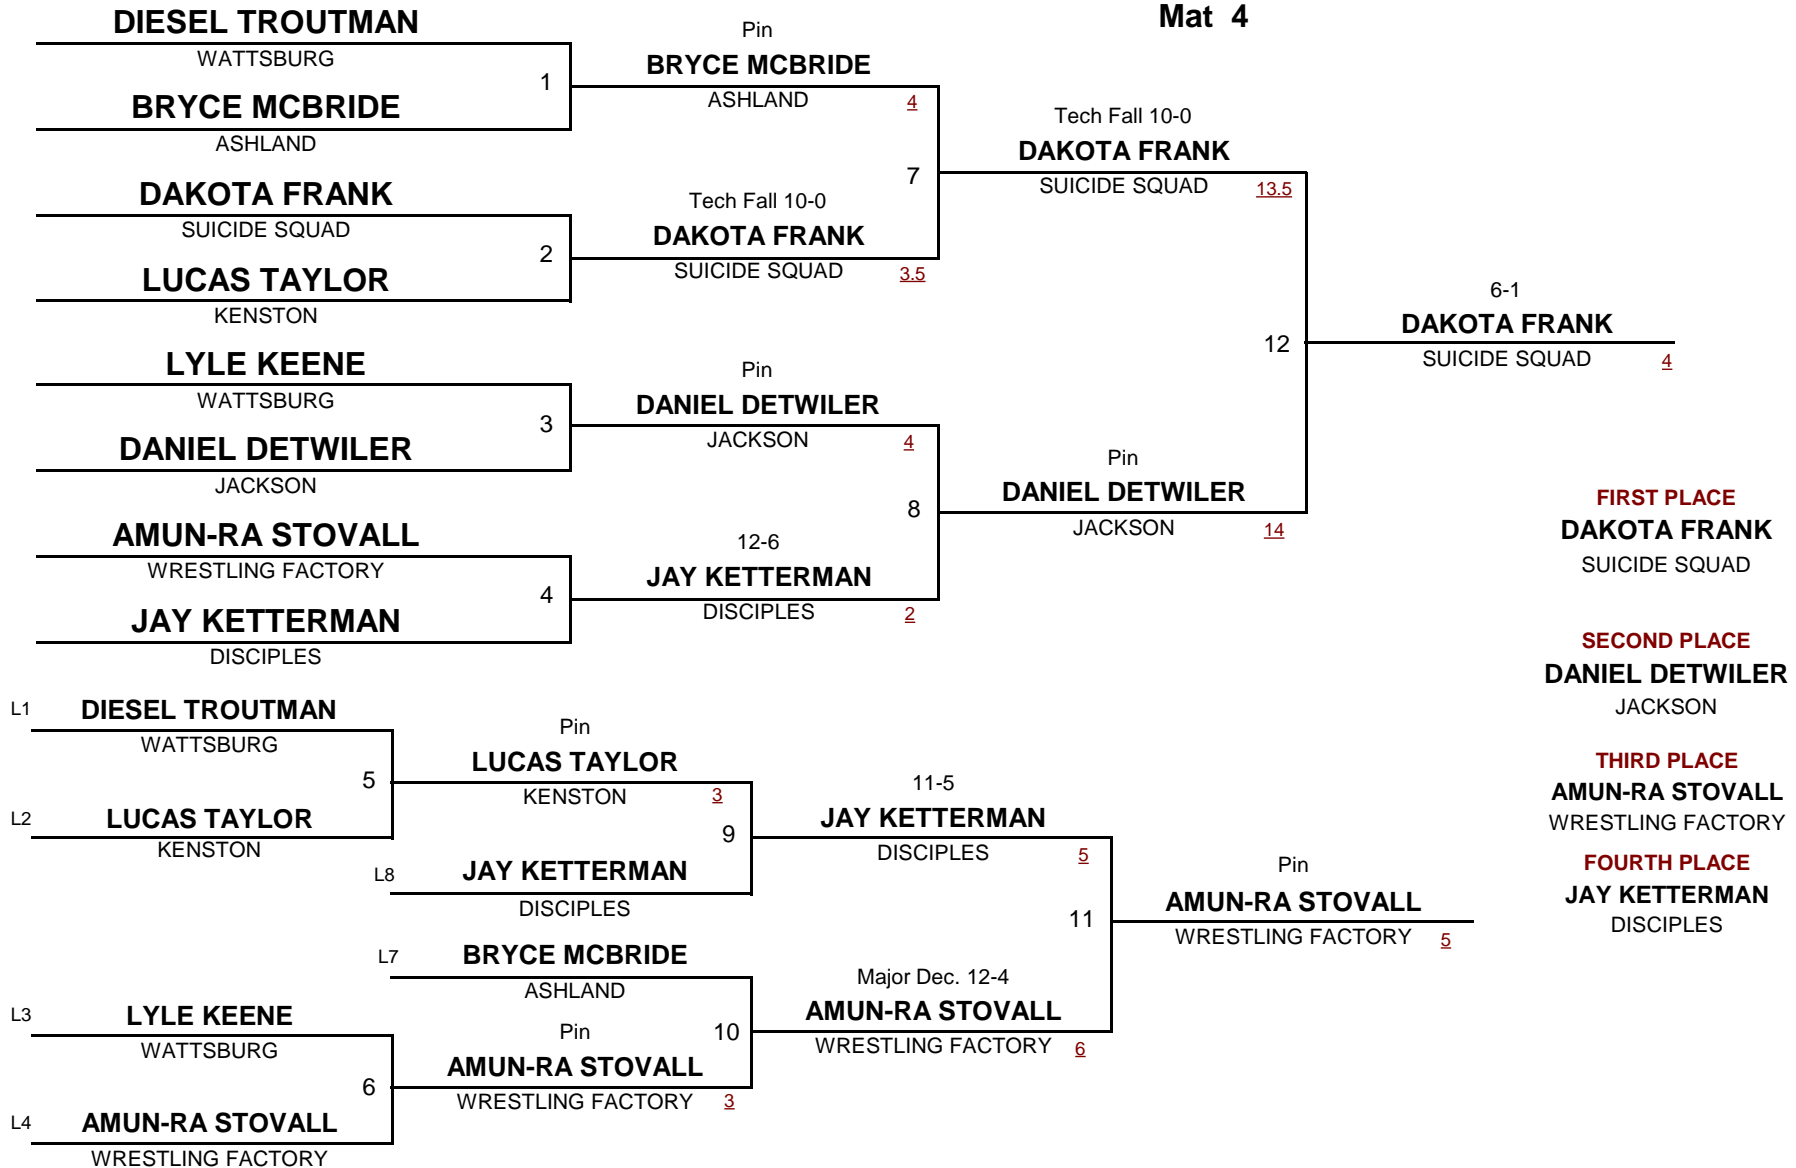 Mat 4
DIESEL TROUTMAN
WATTSBURG
1
BRYCE MCBRIDE
ASHLAND
DAKOTA FRANK
SUICIDE SQUAD
2
LUCAS TAYLOR
KENSTON
LYLE KEENE
WATTSBURG
3
DANIEL DETWILER
JACKSON
AMUN-RA STOVALL
WRESTLING FACTORY
4
JAY KETTERMAN
DISCIPLES
Pin
BRYCE MCBRIDE
ASHLAND 4
7
Tech Fall 10-0
DAKOTA FRANK
SUICIDE SQUAD 3.5
Pin
DANIEL DETWILER
JACKSON 4
8
12-6
JAY KETTERMAN
DISCIPLES 2
Tech Fall 10-0
DAKOTA FRANK
SUICIDE SQUAD 13.5
12
Pin
DANIEL DETWILER
JACKSON 14
6-1
DAKOTA FRANK
SUICIDE SQUAD 4
FIRST PLACE
DAKOTA FRANK
SUICIDE SQUAD
SECOND PLACE
DANIEL DETWILER
JACKSON
THIRD PLACE
AMUN-RA STOVALL
WRESTLING FACTORY
FOURTH PLACE
JAY KETTERMAN
DISCIPLES
L1 DIESEL TROUTMAN
WATTSBURG
5
L2 LUCAS TAYLOR
KENSTON
L3 LYLE KEENE
WATTSBURG
6
L4 AMUN-RA STOVALL
WRESTLING FACTORY
Pin
LUCAS TAYLOR
KENSTON 3
9
L8 JAY KETTERMAN
DISCIPLES
L7 BRYCE MCBRIDE
ASHLAND
10
Pin
AMUN-RA STOVALL
WRESTLING FACTORY 3
11-5
JAY KETTERMAN
DISCIPLES 5
11
Major Dec. 12-4
AMUN-RA STOVALL
WRESTLING FACTORY 6
Pin
AMUN-RA STOVALL
WRESTLING FACTORY 5